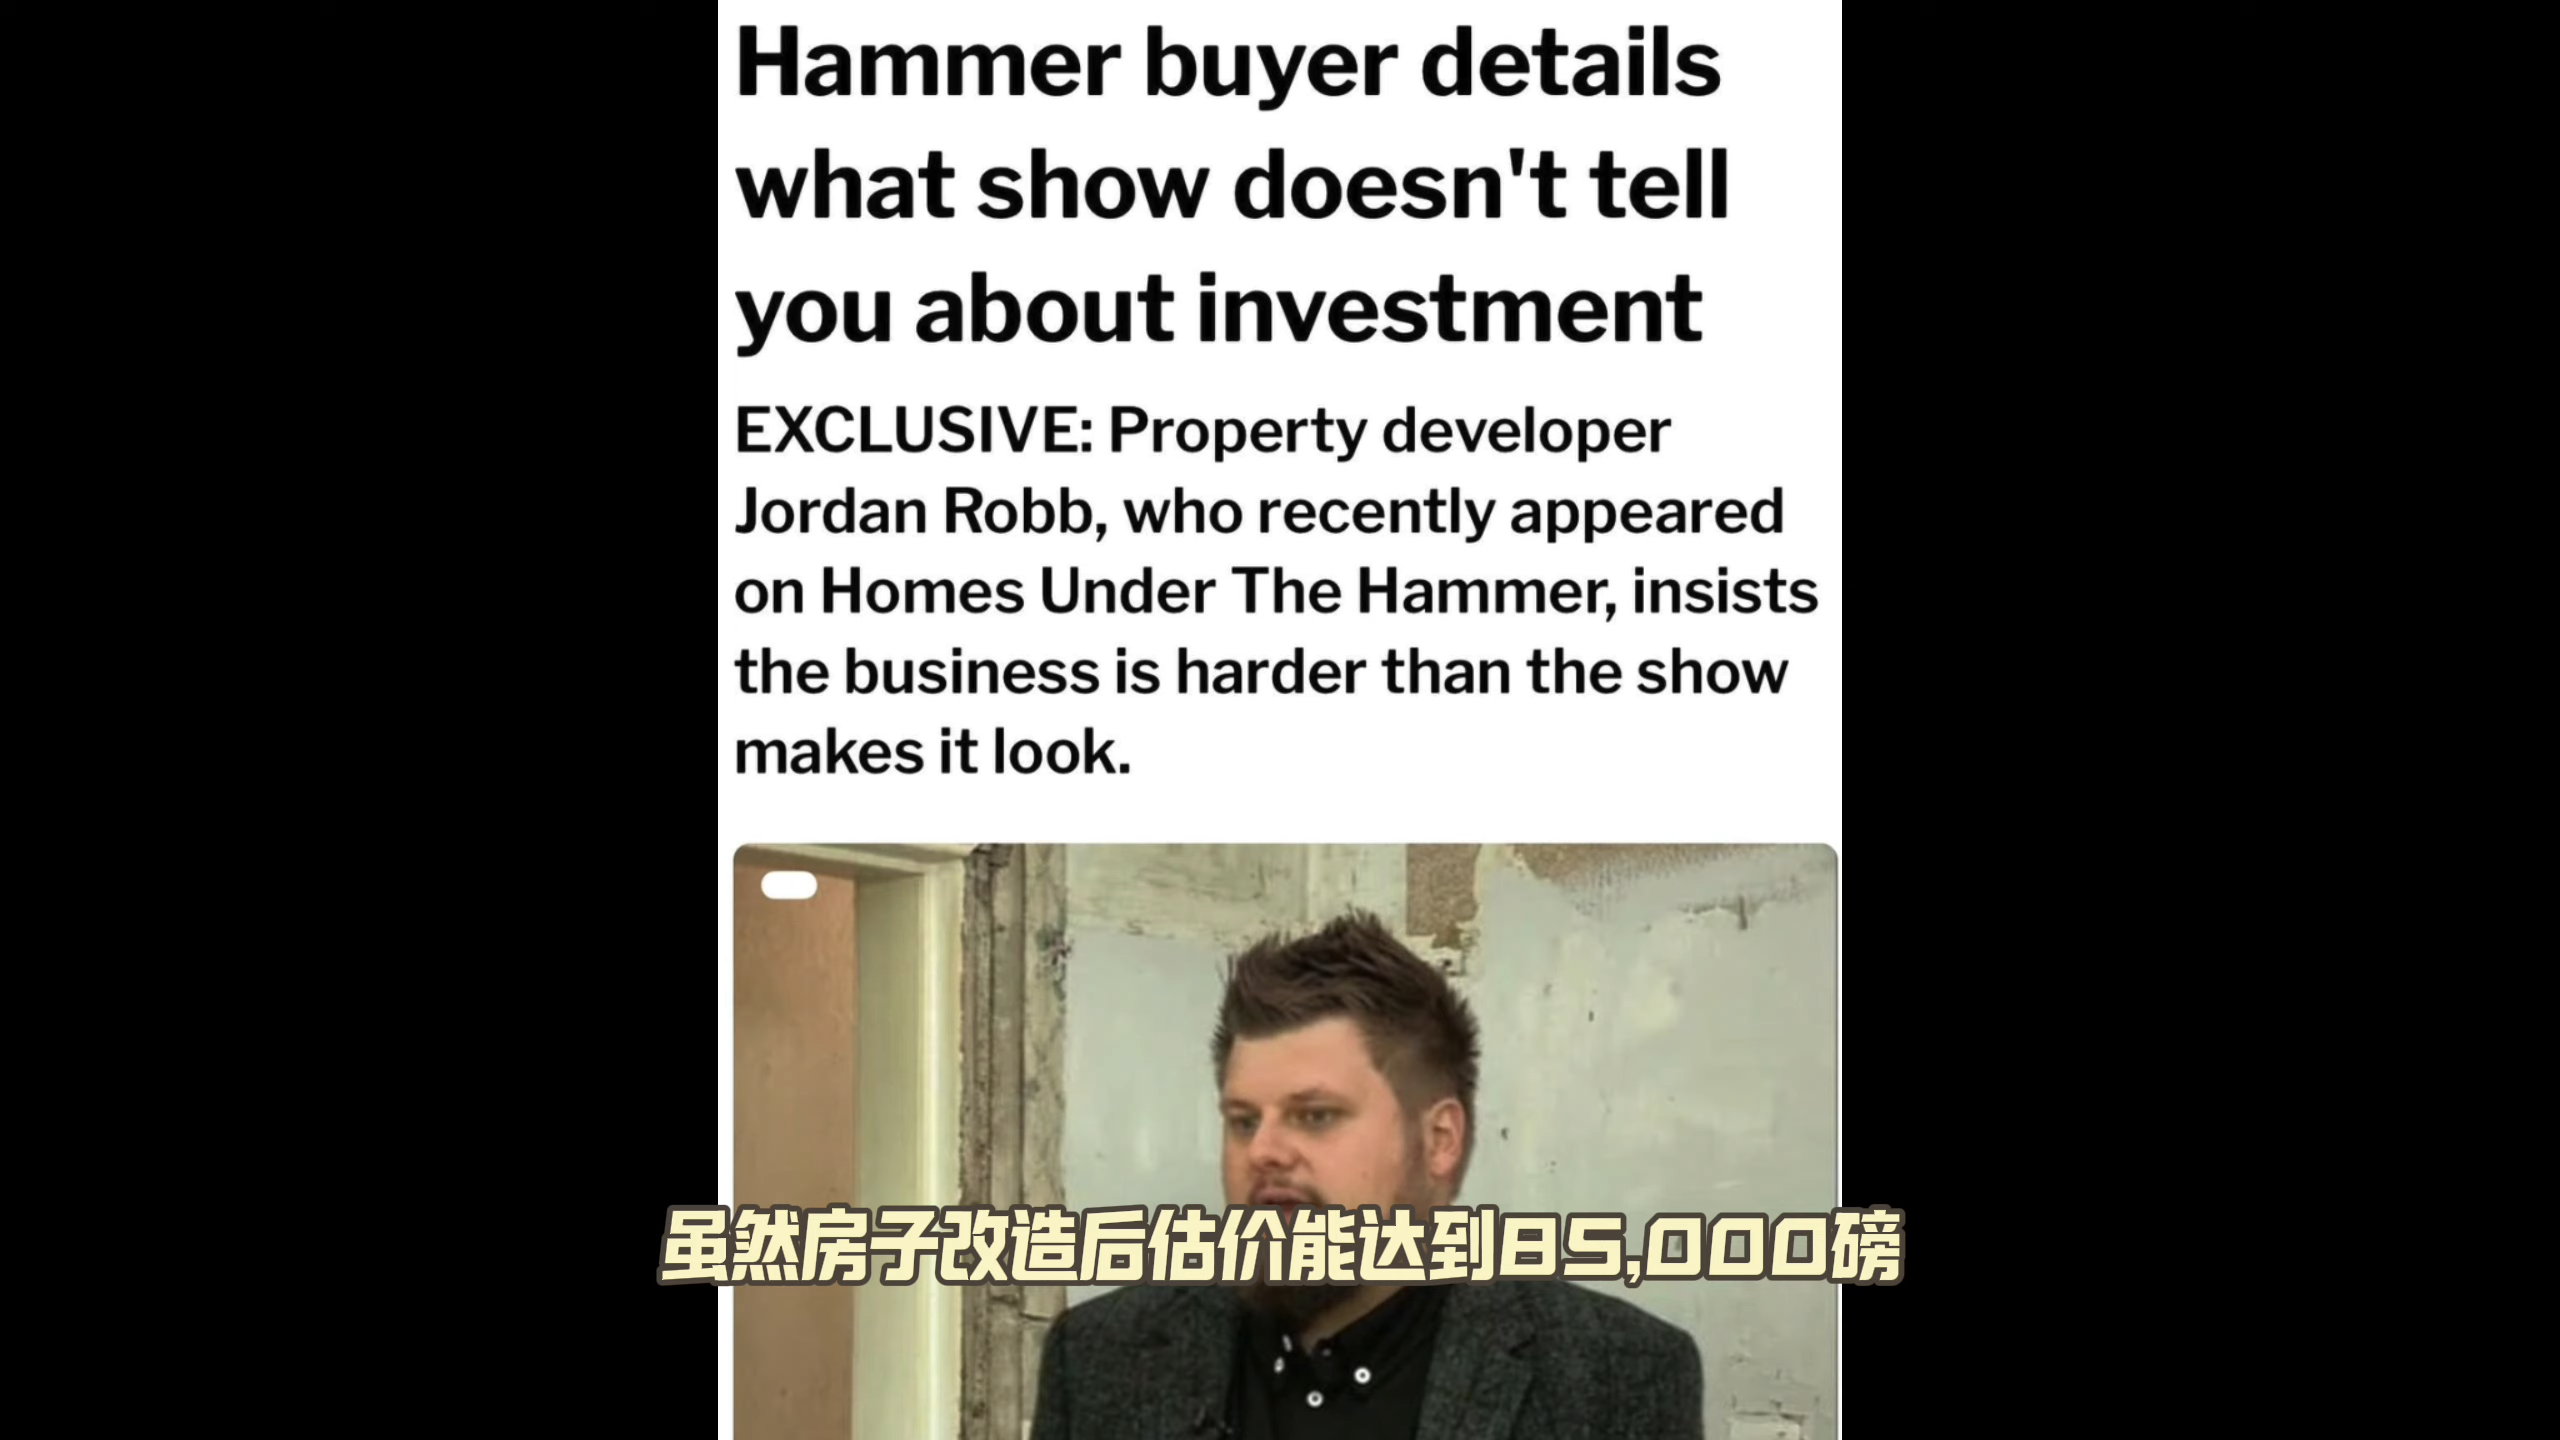 Hammer buyer details
what show doesn't tell
you about investment
EXCLUSIVE: Property developer
Jordan Robb, who recently appeared
on Homes Under The Hammer, insists
the business is harder than the show
makes it look.
虽然房子改造后估价能达到85,000磅